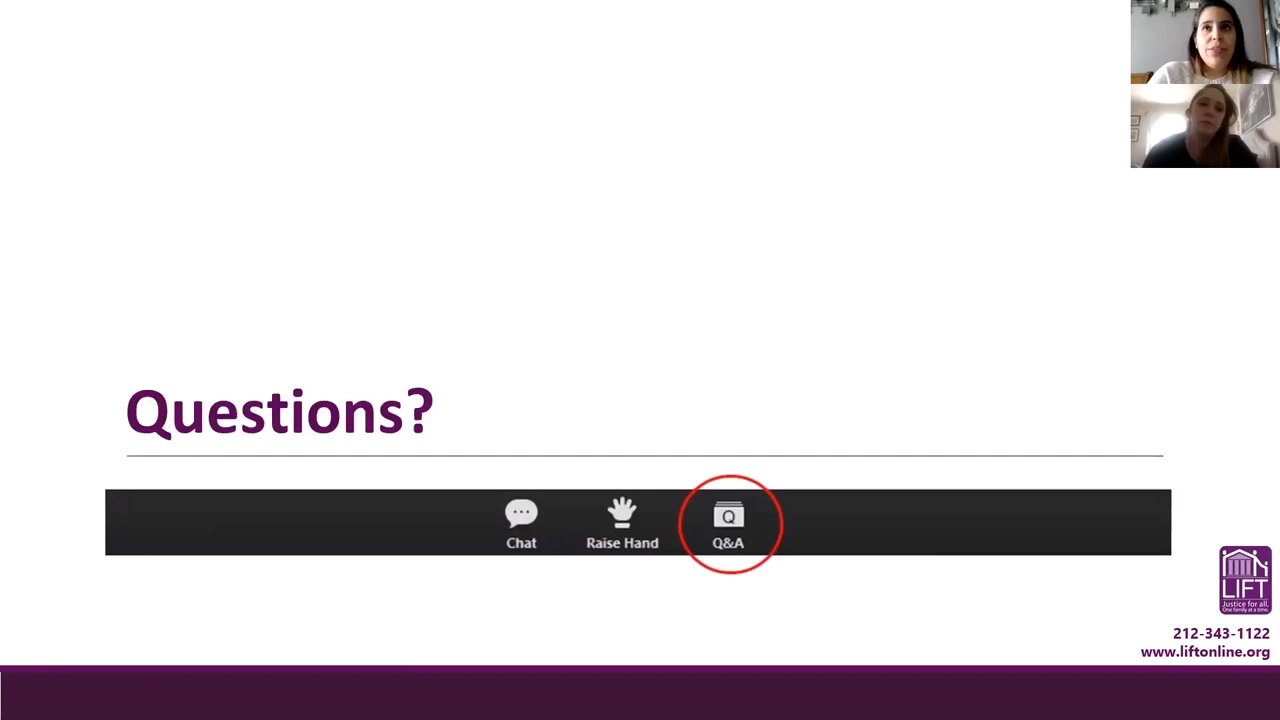 Questions?
Chat
Raise Hand
Q
Q&A
LIFT
Justice for all.
One family at a time.
212-343-1122
www.liftonline.org